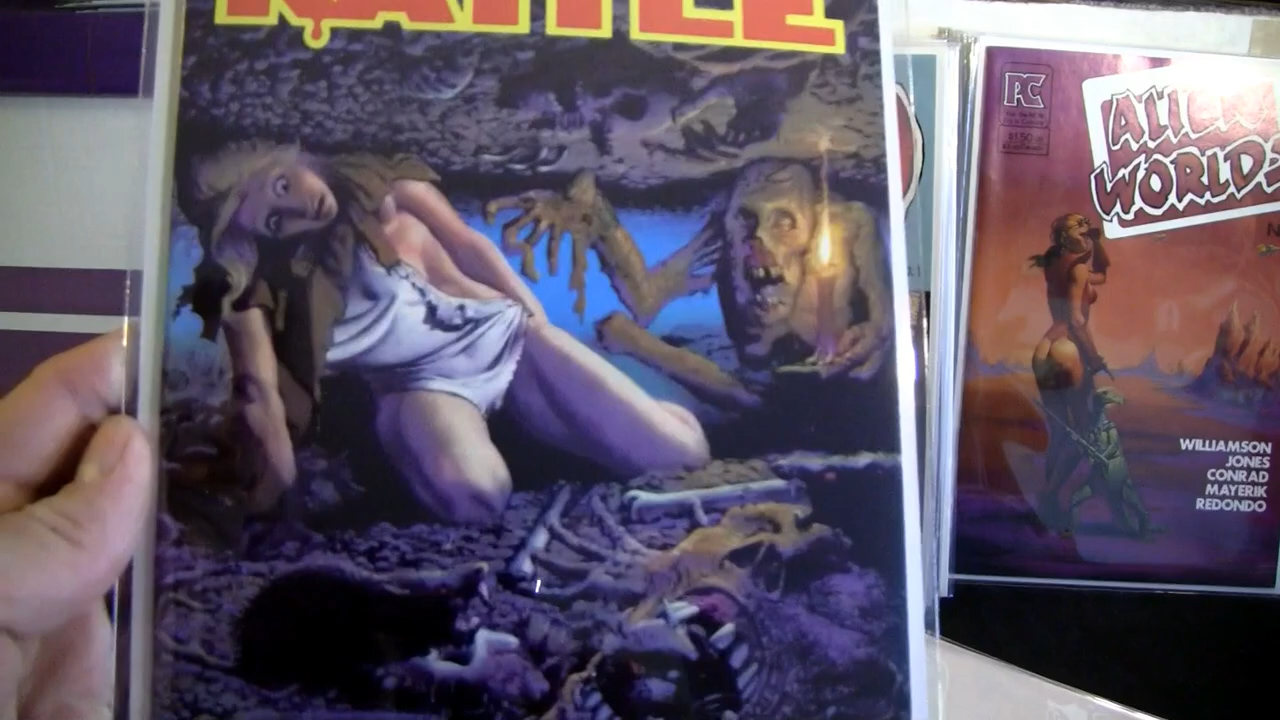 RATTLE
PC
$1.50
ALIEN
WORLDS
WILLIAMSON
JONES
CONRAD
MAYERIK
REDONDO